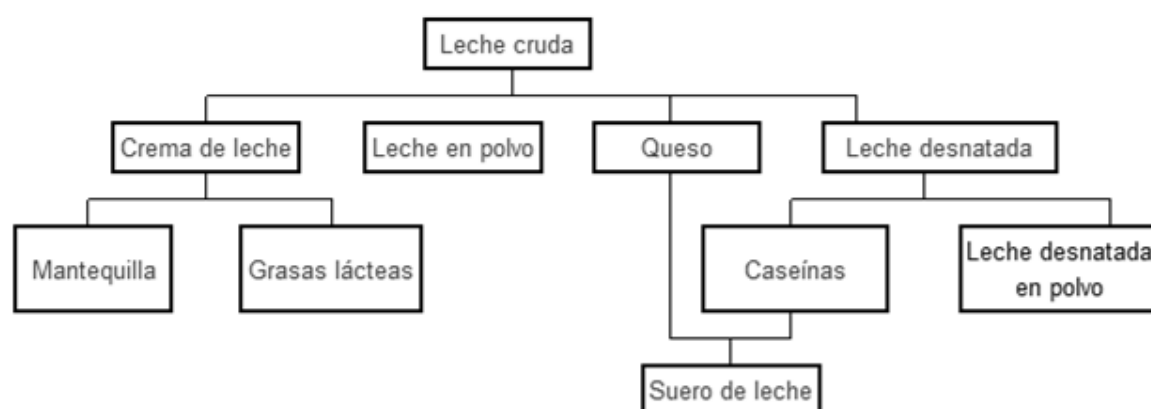 Leche cruda
Crema de leche
Leche en polvo
Queso
Leche desnatada
Mantequilla
Grasas lácteas
Caseínas
Leche desnatada
en polvo
Suero de leche